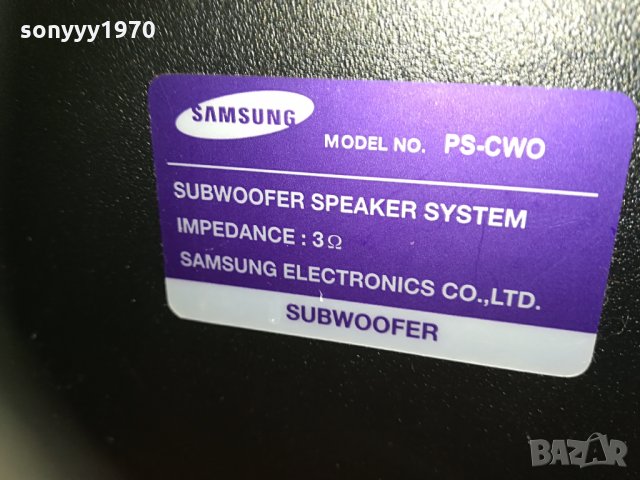 sonyyy1970
SAMSUNG
MODEL NO. PS-CWO
SUBWOOFER SPEAKER SYSTEM
IMPEDANCE : 3Ω
SAMSUNG ELECTRONICS CO.,LTD.
SUBWOOFER
BAZAR